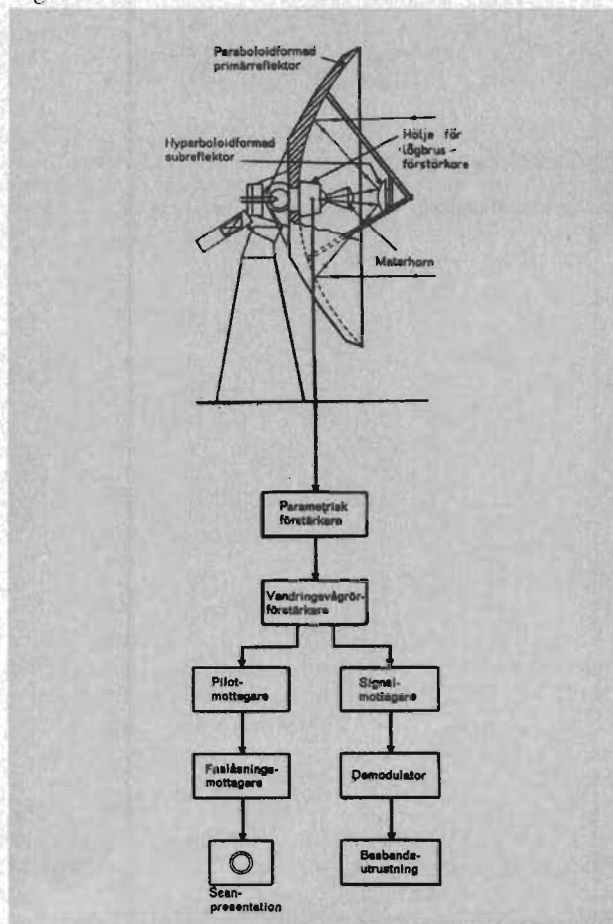 Paraboloidformad
primärreflektor
Hyperboloidformad
subreflektor
Hölje för
lågbrus-
förstärkare
Matarhorn
Parametrisk
förstärkare
Vandringsvågrör-
förstärkare
Pilot-
mottagare
Signal-
mottagare
Faslåsnings-
mottagare
Demodulator
Basbands-
utrustning
Scan-
presentation